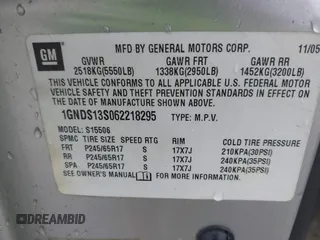 GM
MFD BY GENERAL MOTORS CORP. 11/05
GVWR GAWR FRT GAWR RR
2518KG(5550LB) 1338KG(2950LB) 1452KG(3200LB)
THIS VEHICLE CONFORMS TO ALL APPLICABLE U.S. FEDERAL MOTOR
VEHICLE SAFETY AND THEFT PREVENTION STANDARDS IN EFFECT ON
THE DATE OF MANUFACTURE SHOWN ABOVE.
1GNDS13S062218295 TYPE: M.P.V.
MODEL: S15506
SPMC TIRE SIZE SPEED RTG RIM COLD TIRE PRESSURE
FRT P245/65R17 S 17X7J 210KPA(30PSI)
RR P245/65R17 S 17X7J 240KPA(35PSI)
SPA P245/65R17 S 17X7J 240KPA(35PSI)
SEE OWNER'S MANUAL FOR ADDITIONAL INFORMATION
DREAMBID